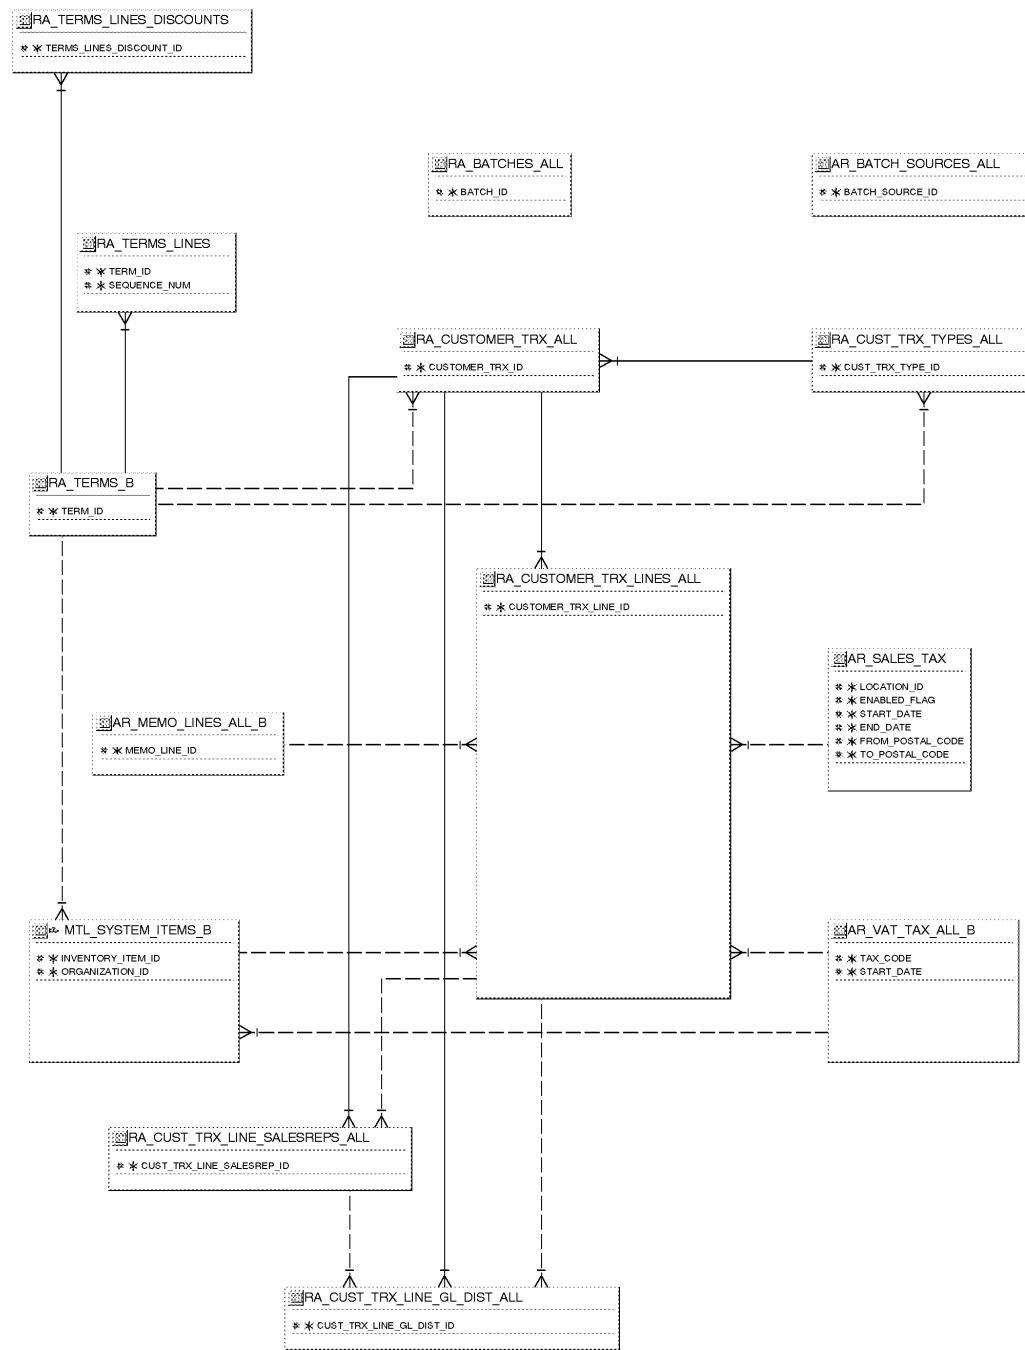 RA_TERMS_LINES_DISCOUNTS
# * TERMS_LINES_DISCOUNT_ID
RA_BATCHES_ALL
# * BATCH_ID
AR_BATCH_SOURCES_ALL
# * BATCH_SOURCE_ID
RA_TERMS_LINES
# * TERM_ID
# * SEQUENCE_NUM
RA_CUSTOMER_TRX_ALL
# * CUSTOMER_TRX_ID
RA_CUST_TRX_TYPES_ALL
# * CUST_TRX_TYPE_ID
RA_TERMS_B
# * TERM_ID
RA_CUSTOMER_TRX_LINES_ALL
# * CUSTOMER_TRX_LINE_ID
AR_SALES_TAX
# * LOCATION_ID
# * ENABLED_FLAG
# * START_DATE
# * END_DATE
# * FROM_POSTAL_CODE
# * TO_POSTAL_CODE
AR_MEMO_LINES_ALL_B
# * MEMO_LINE_ID
MTL_SYSTEM_ITEMS_B
# * INVENTORY_ITEM_ID
# * ORGANIZATION_ID
AR_VAT_TAX_ALL_B
# * TAX_CODE
# * START_DATE
RA_CUST_TRX_LINE_SALESREPS_ALL
# * CUST_TRX_LINE_SALESREP_ID
RA_CUST_TRX_LINE_GL_DIST_ALL
# * CUST_TRX_LINE_GL_DIST_ID